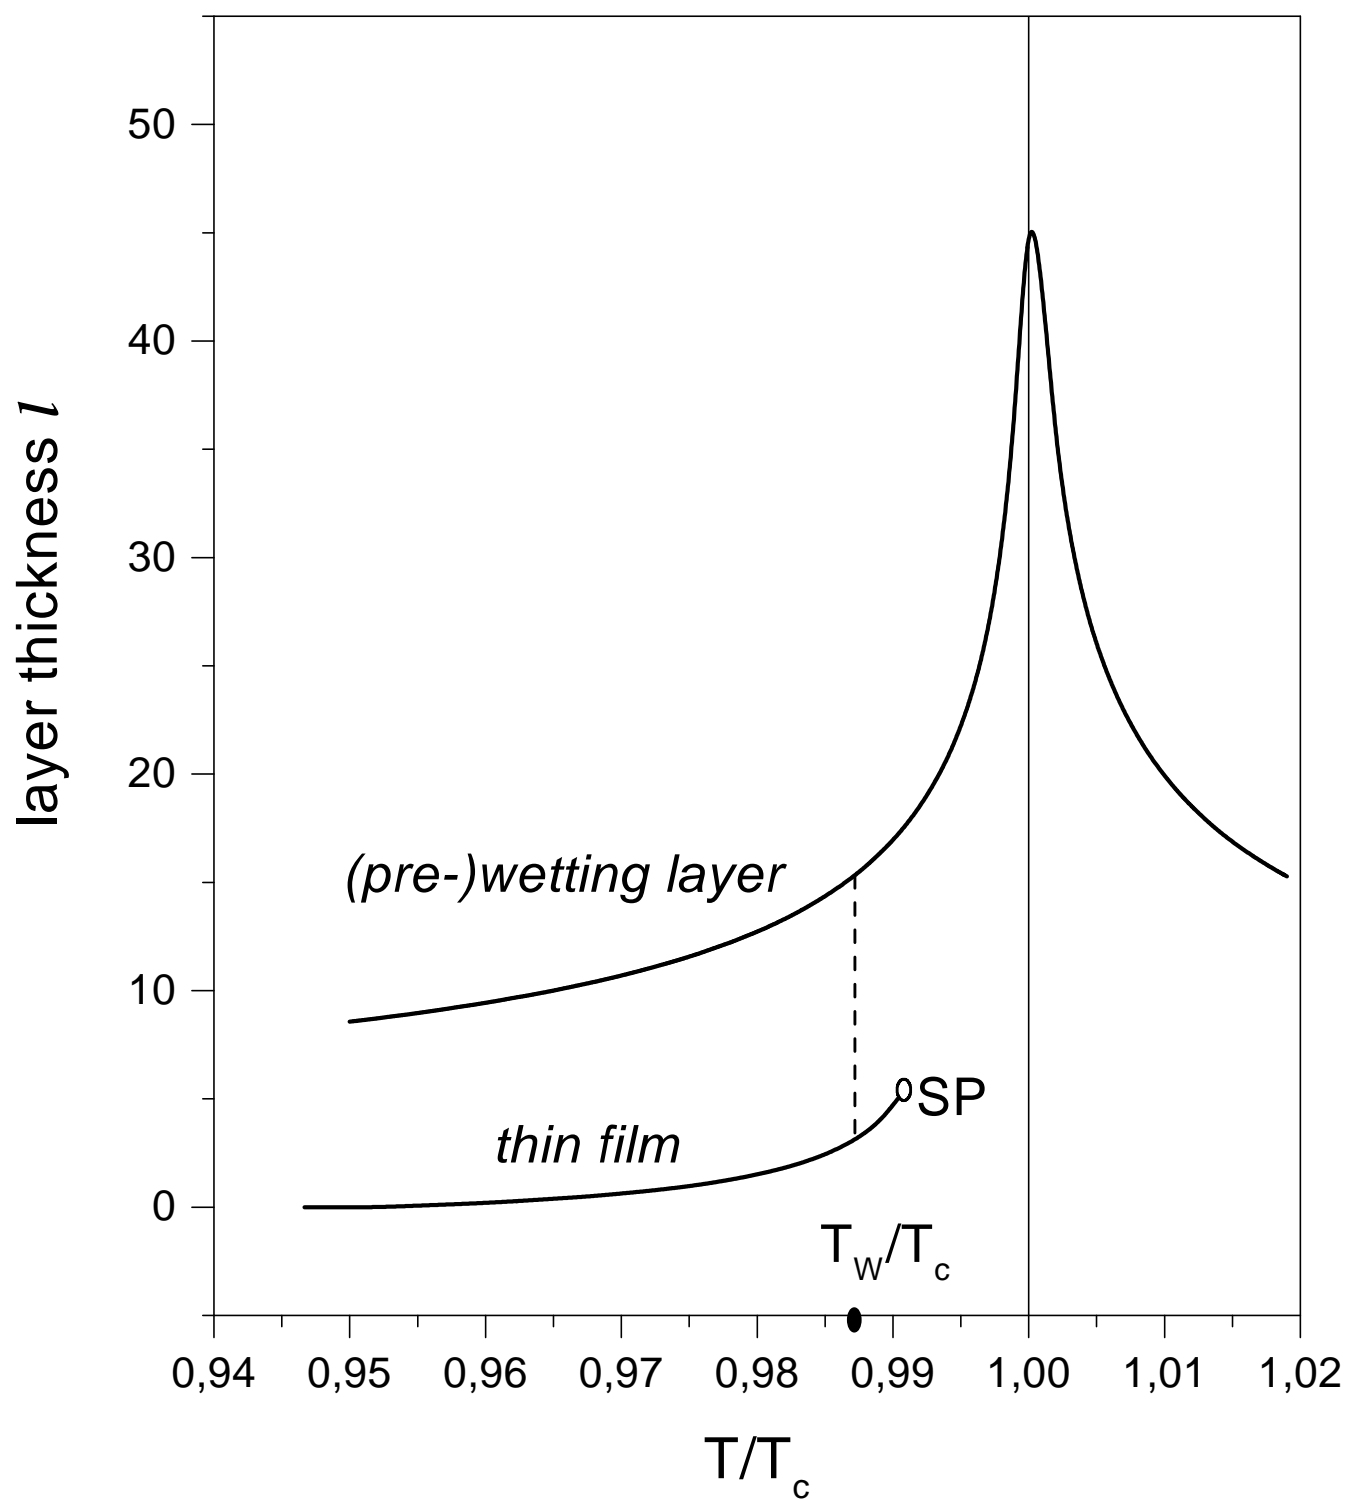 50
40
30
20
10
0
layer thickness l
(pre-)wetting layer
SP
thin film
T_W/T_c
0,94 0,95 0,96 0,97 0,98 0,99 1,00 1,01 1,02
T/T_c